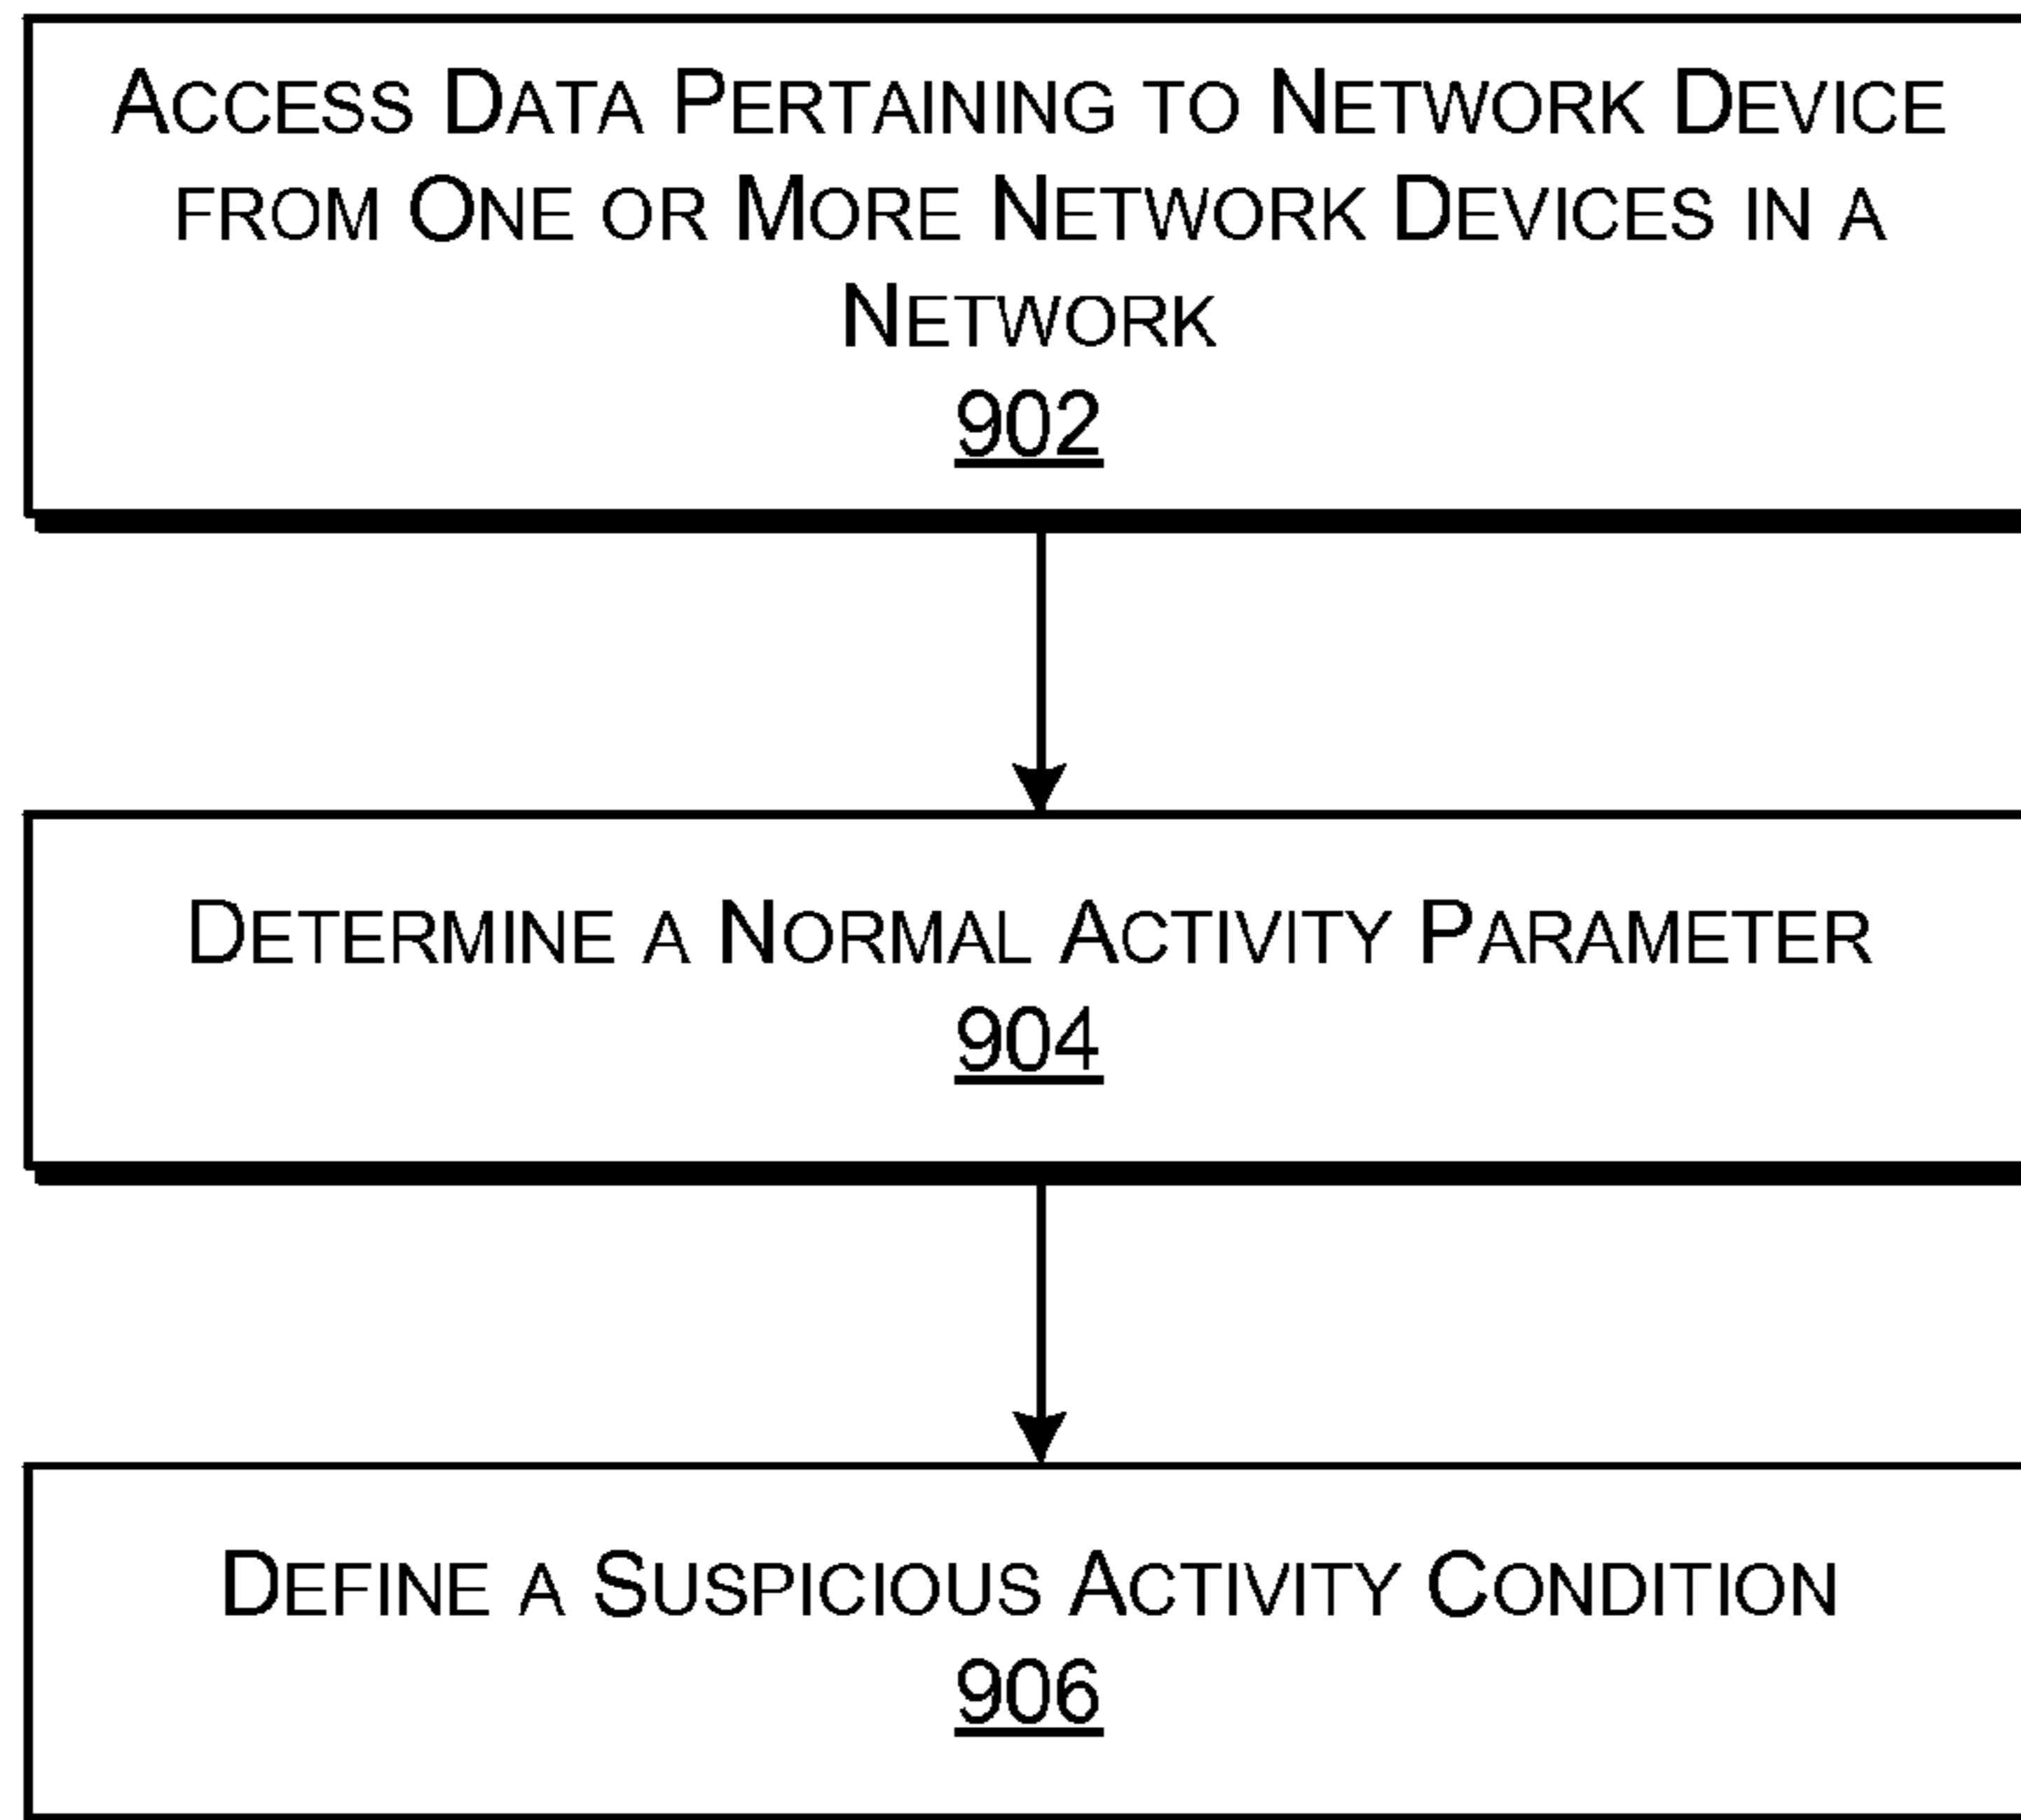 ACCESS DATA PERTAINING TO NETWORK DEVICE
FROM ONE OR MORE NETWORK DEVICES IN A
NETWORK
902
DETERMINE A NORMAL ACTIVITY PARAMETER
904
DEFINE A SUSPICIOUS ACTIVITY CONDITION
906